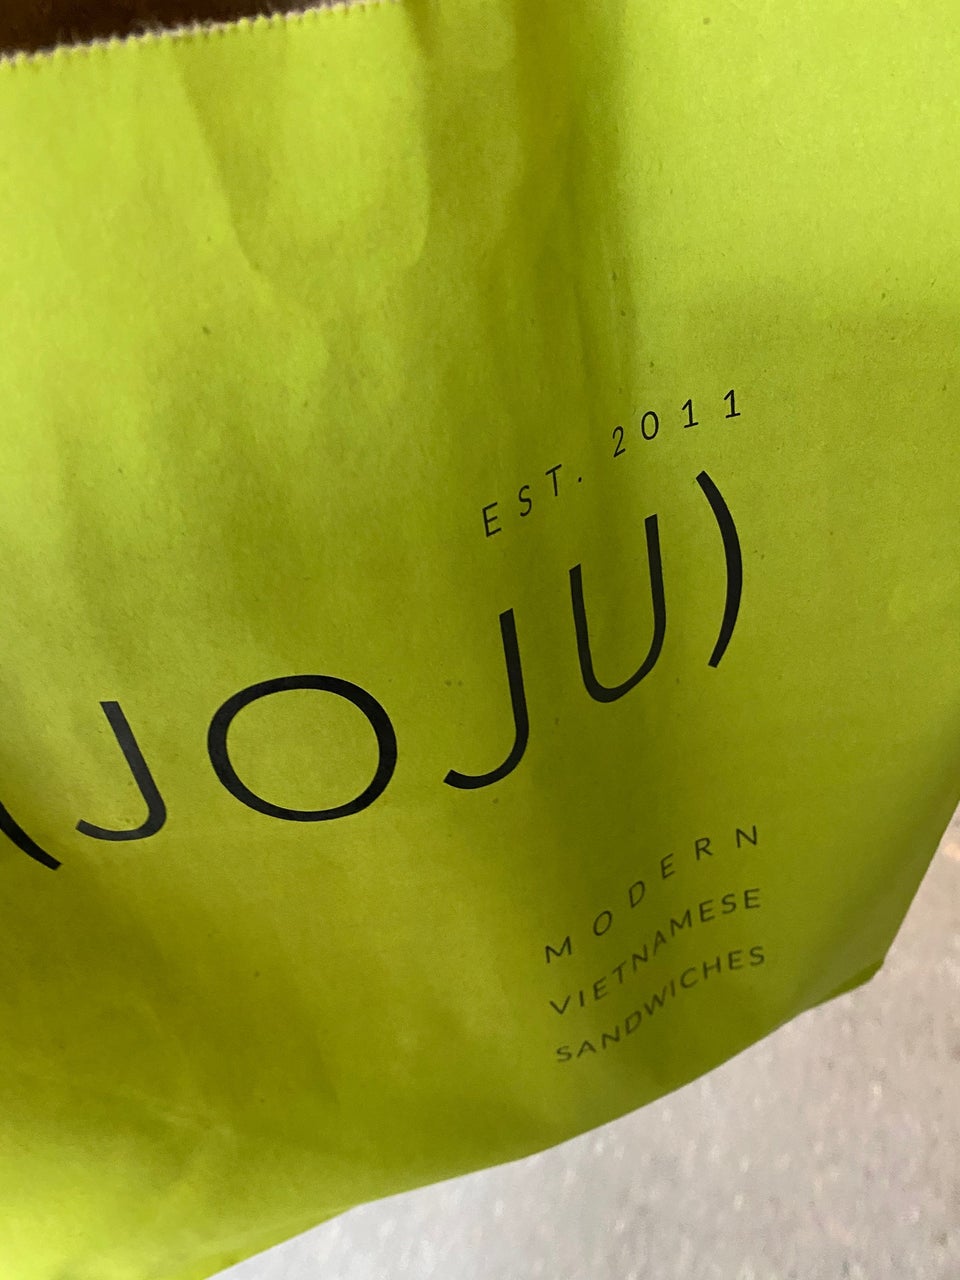 EST. 2011
(JOJU)
MODERN
VIETNAMESE
SANDWICHES